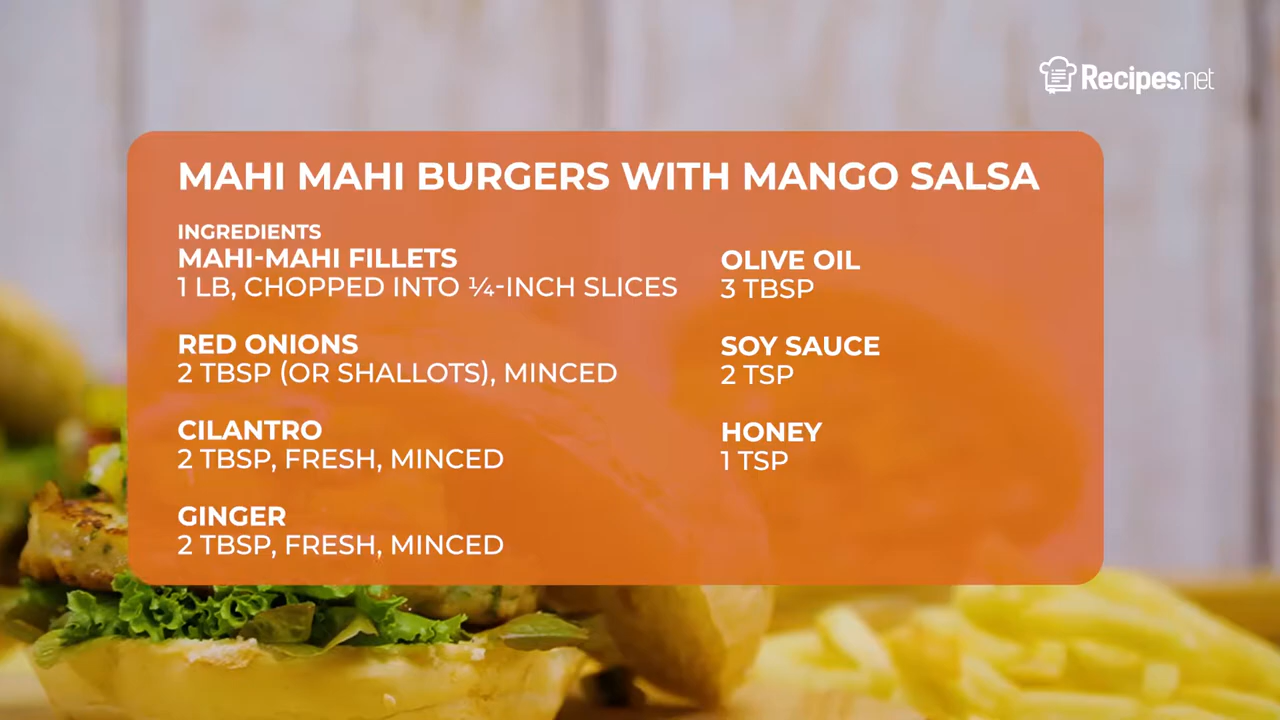 Recipes.net
MAHI MAHI BURGERS WITH MANGO SALSA
INGREDIENTS
MAHI-MAHI FILLETS
1 LB, CHOPPED INTO ¼-INCH SLICES
RED ONIONS
2 TBSP (OR SHALLOTS), MINCED
CILANTRO
2 TBSP, FRESH, MINCED
GINGER
2 TBSP, FRESH, MINCED
OLIVE OIL
3 TBSP
SOY SAUCE
2 TSP
HONEY
1 TSP